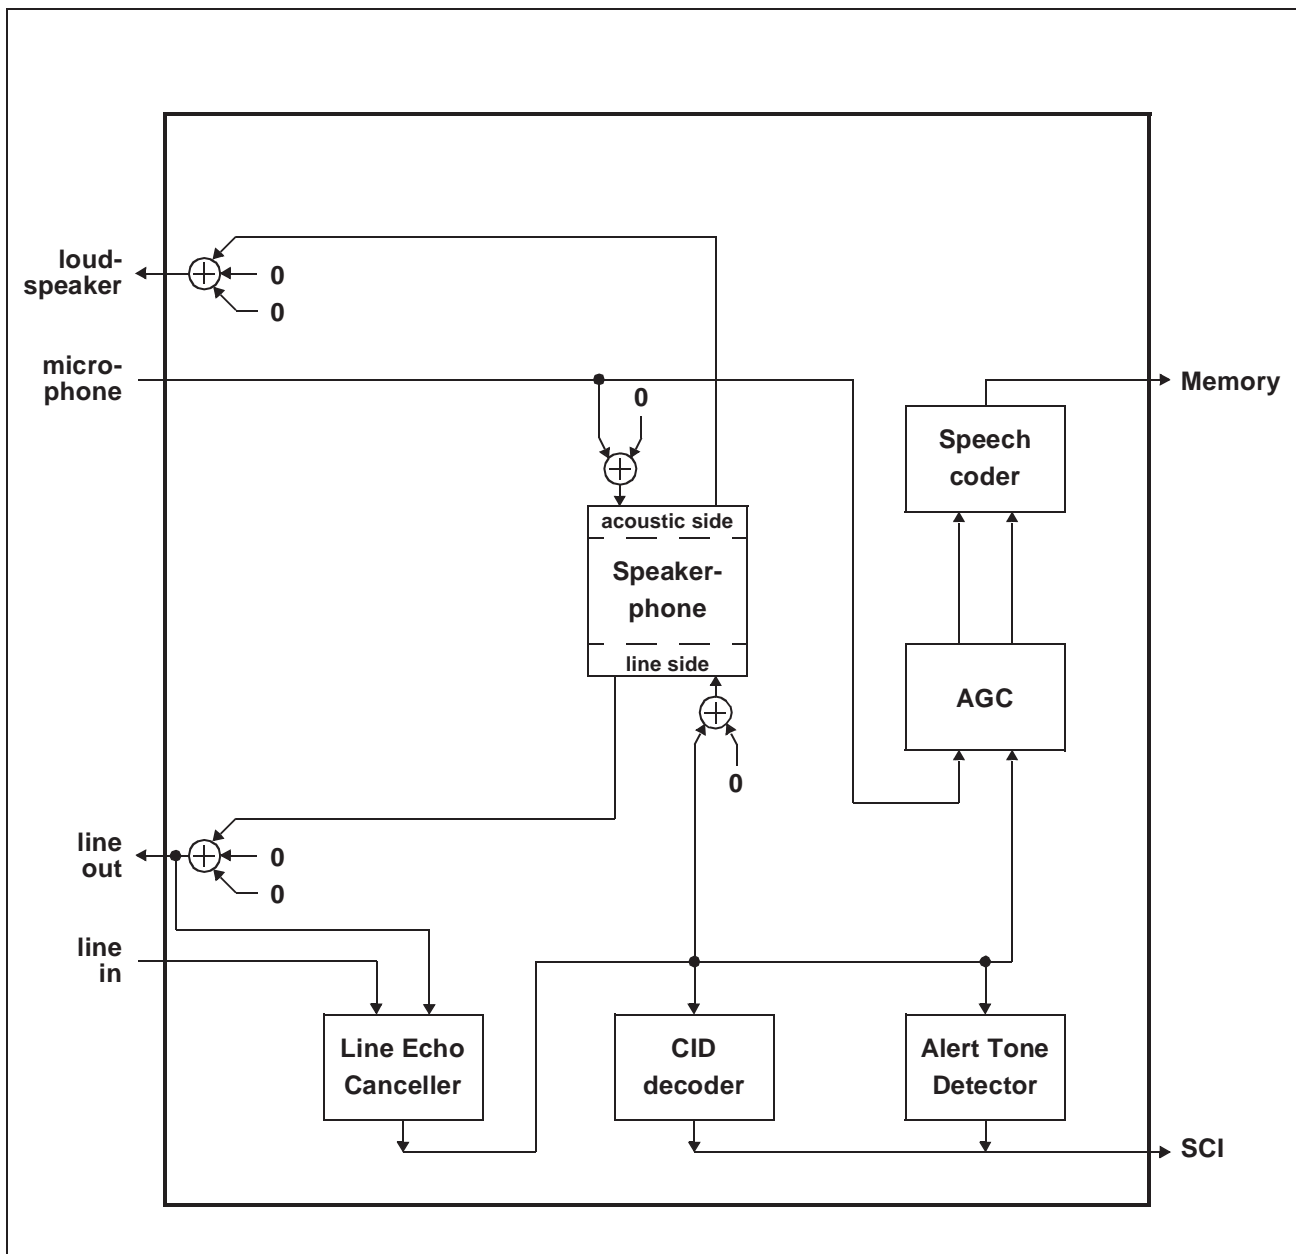 loud-
speaker
0
0
micro-
phone
0
Memory
Speech
coder
acoustic side
Speaker-
phone
line side
AGC
0
line
out
0
0
line
in
Line Echo
Canceller
CID
decoder
Alert Tone
Detector
SCI